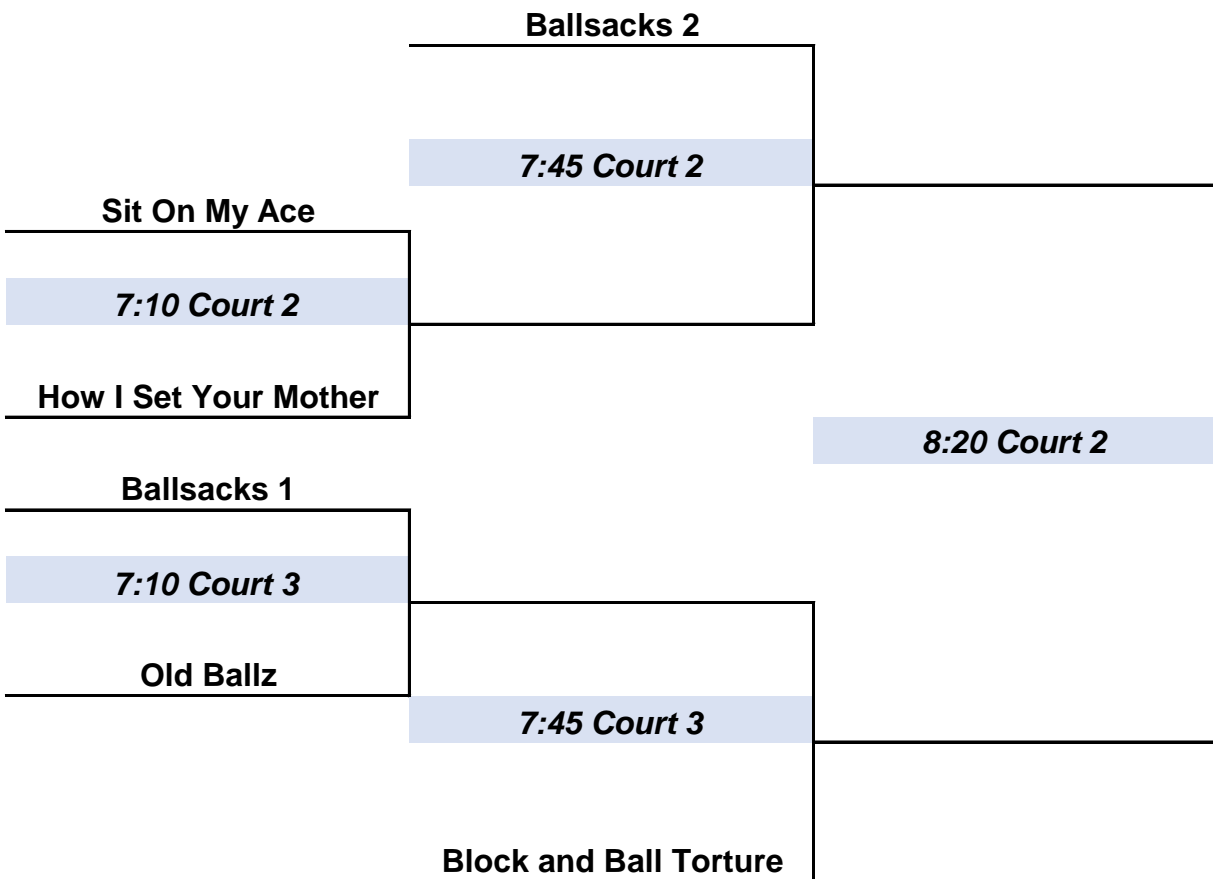 Ballsacks 2
7:45 Court 2
Sit On My Ace
7:10 Court 2
How I Set Your Mother
8:20 Court 2
Ballsacks 1
7:10 Court 3
Old Ballz
7:45 Court 3
Block and Ball Torture